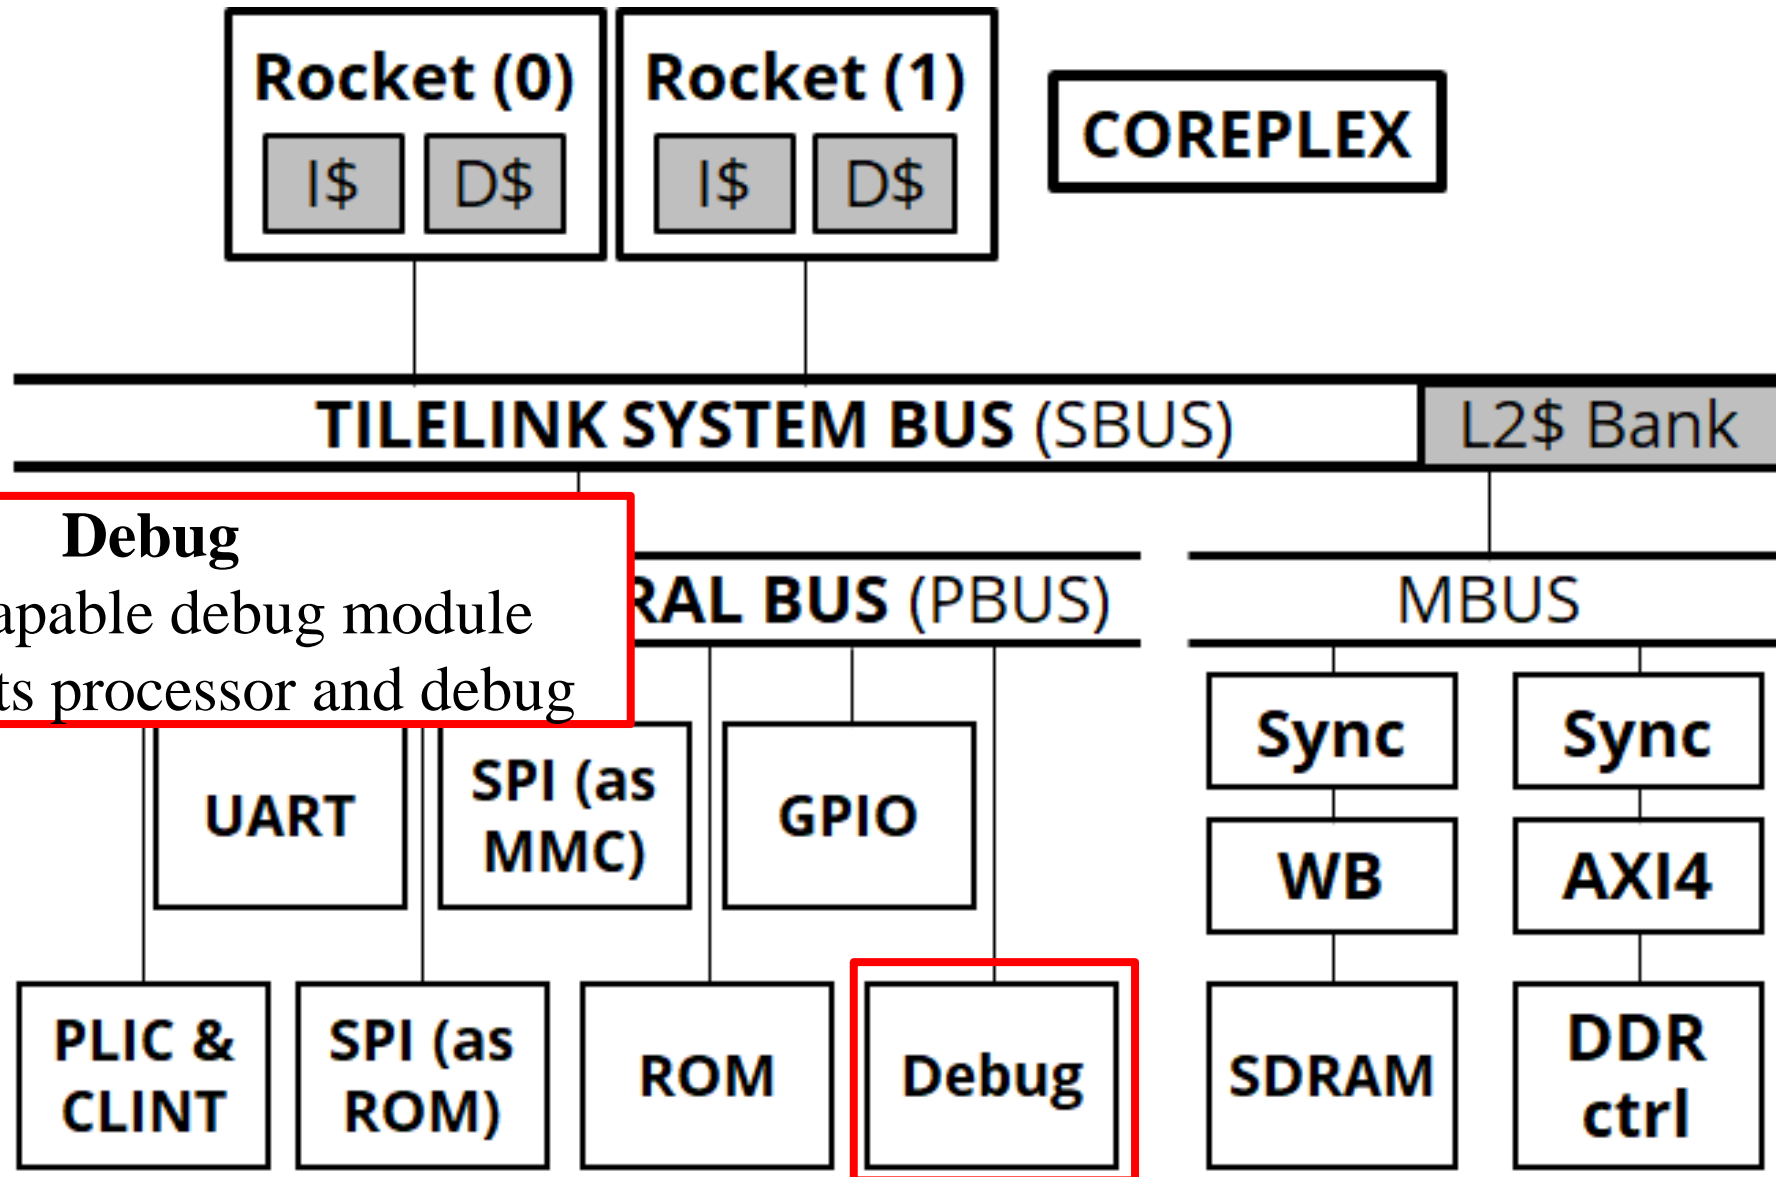 Rocket (0)
Rocket (1)
I$
D$
I$
D$
COREPLEX
TILELINK SYSTEM BUS (SBUS)
L2$ Bank
Debug
apable debug module
ts processor and debug
RAL BUS (PBUS)
MBUS
Sync
Sync
UART
SPI (as
MMC)
GPIO
WB
AXI4
PLIC &
CLINT
SPI (as
ROM)
ROM
Debug
SDRAM
DDR
ctrl